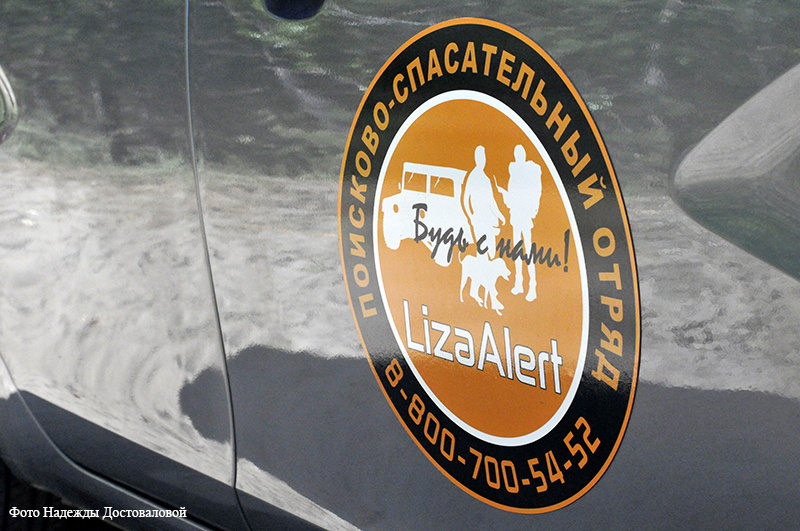 ПОИСКОВО-СПАСАТЕЛЬНЫЙ ОТРЯД
Будь с нами!
LizaAlert
8-800-700-54-52
Фото Надежды Достоваловой